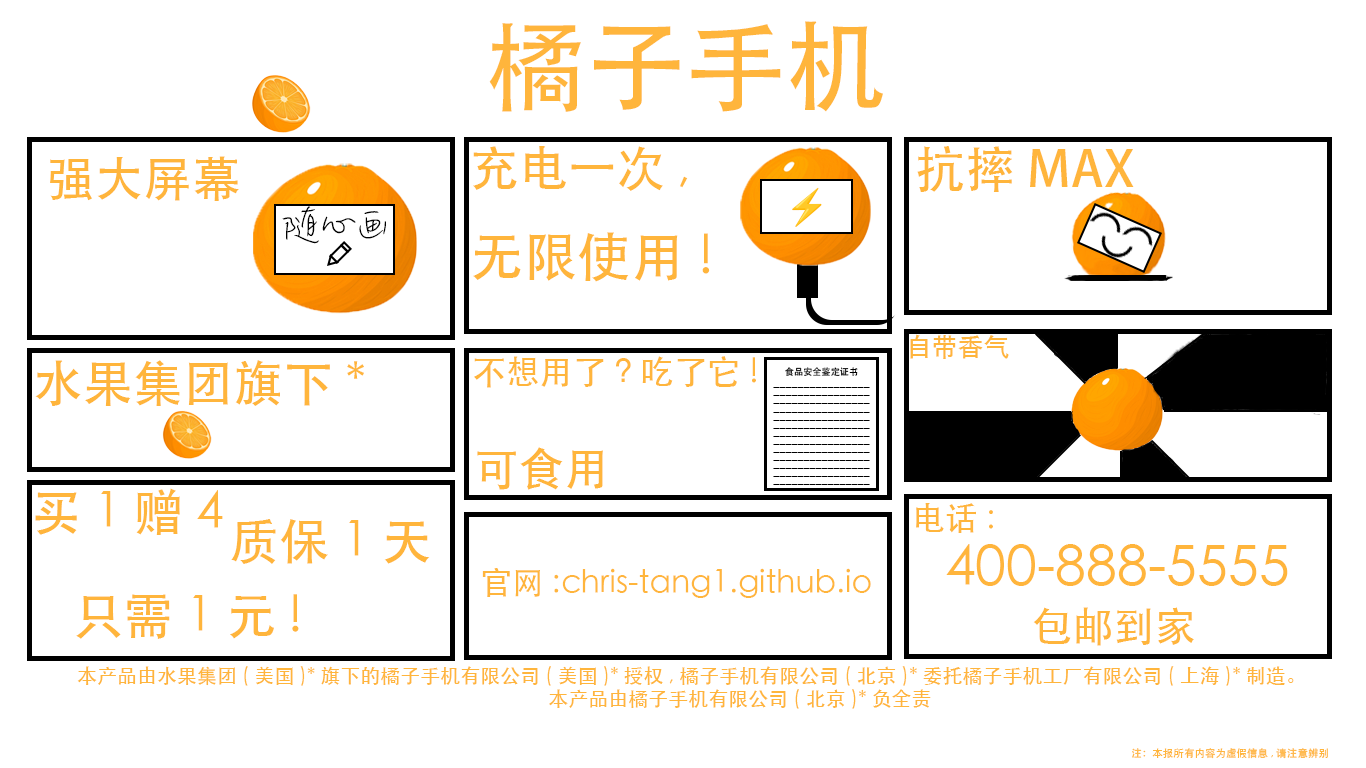 橘子手机
强大屏幕
随心画
充电一次,
无限使用!
抗摔 MAX
水果集团旗下*
不想用了?吃了它!
食品安全鉴定证书
可食用
自带香气
买1赠4
质保1天
只需1元!
官网:chris-tang1.github.io
电话:
400-888-5555
包邮到家
本产品由水果集团(美国)*旗下的橘子手机有限公司(美国)*授权,橘子手机有限公司(北京)*委托橘子手机工厂有限公司(上海)*制造。
本产品由橘子手机有限公司(北京)*负全责
注:本报所有内容为虚假信息,请注意辨别